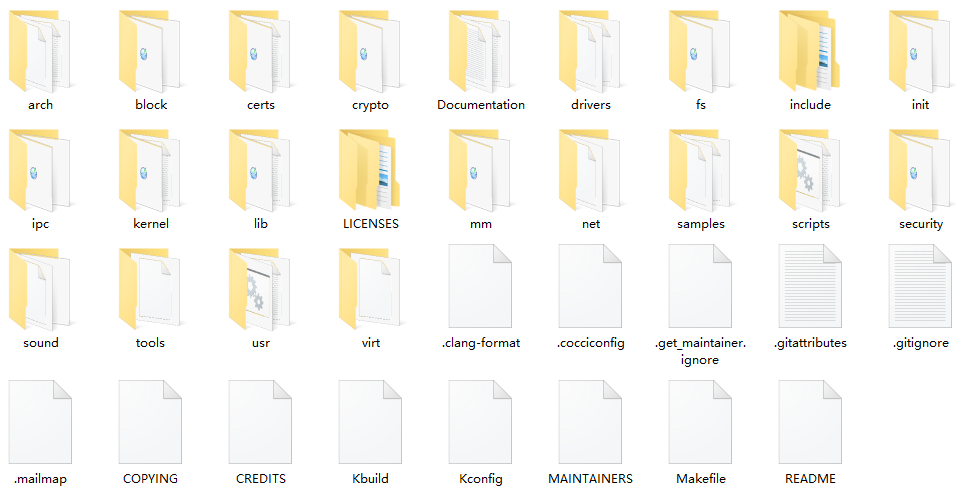 arch
block
certs
crypto
Documentation
drivers
fs
include
init
ipc
kernel
lib
LICENSES
mm
net
samples
scripts
security
sound
tools
usr
virt
.clang-format
.cocciconfig
.get_maintainer.
ignore
.gitattributes
.gitignore
.mailmap
COPYING
CREDITS
Kbuild
Kconfig
MAINTAINERS
Makefile
README